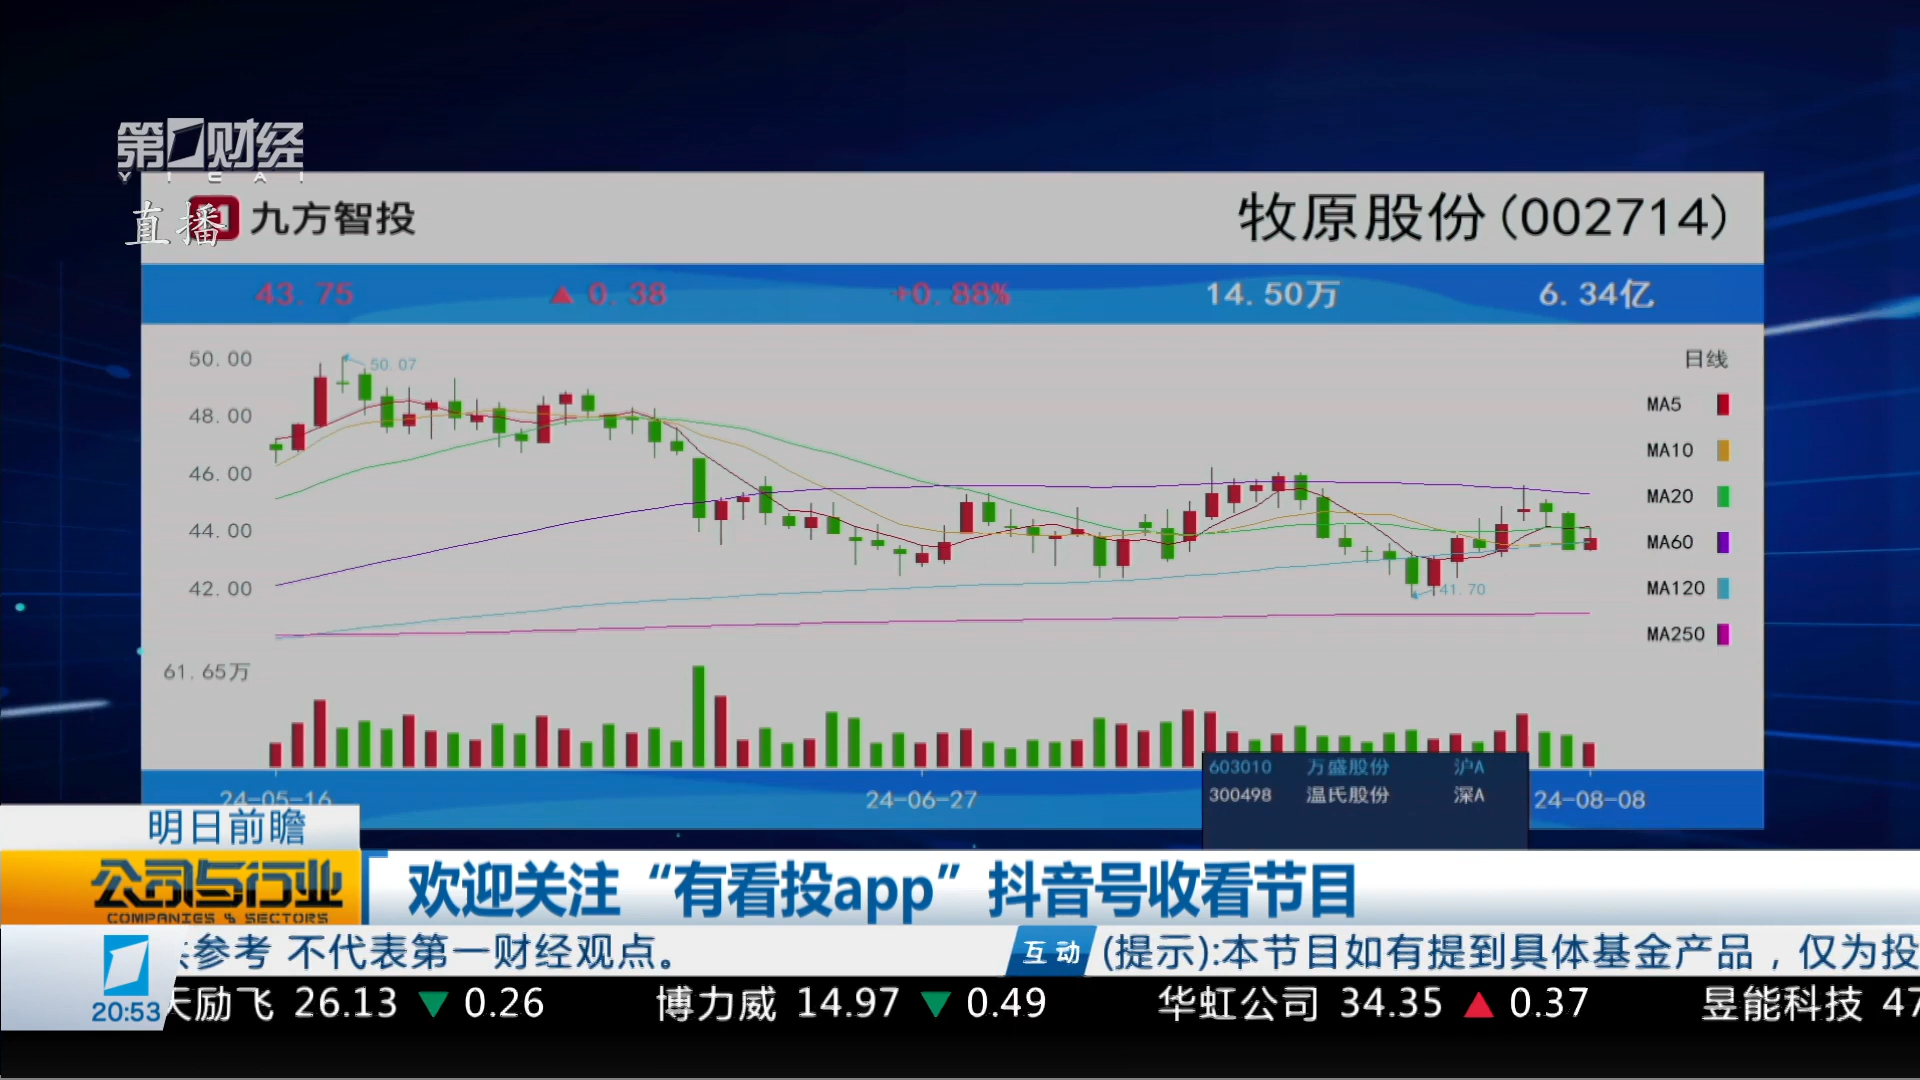 第一财经
YICAI
直播
九方智投
牧原股份(002714)
43.75 ▲ 0.38 +0.88% 14.50万 6.34亿
日线
50.00
50.07
48.00
46.00
44.00
42.00
41.70
MA5
MA10
MA20
MA60
MA120
MA250
61.65万
24-05-16 24-06-27 24-08-08
603010 万盛股份 沪A
300498 温氏股份 深A
明日前瞻
公司与行业
COMPANIES & SECTORS
欢迎关注“有看投app”抖音号收看节目
参考 不代表第一财经观点。 互动 (提示):本节目如有提到具体基金产品，仅为投
20:53
天励飞 26.13 ▼ 0.26 博力威 14.97 ▼ 0.49 华虹公司 34.35 ▲ 0.37 昱能科技 47